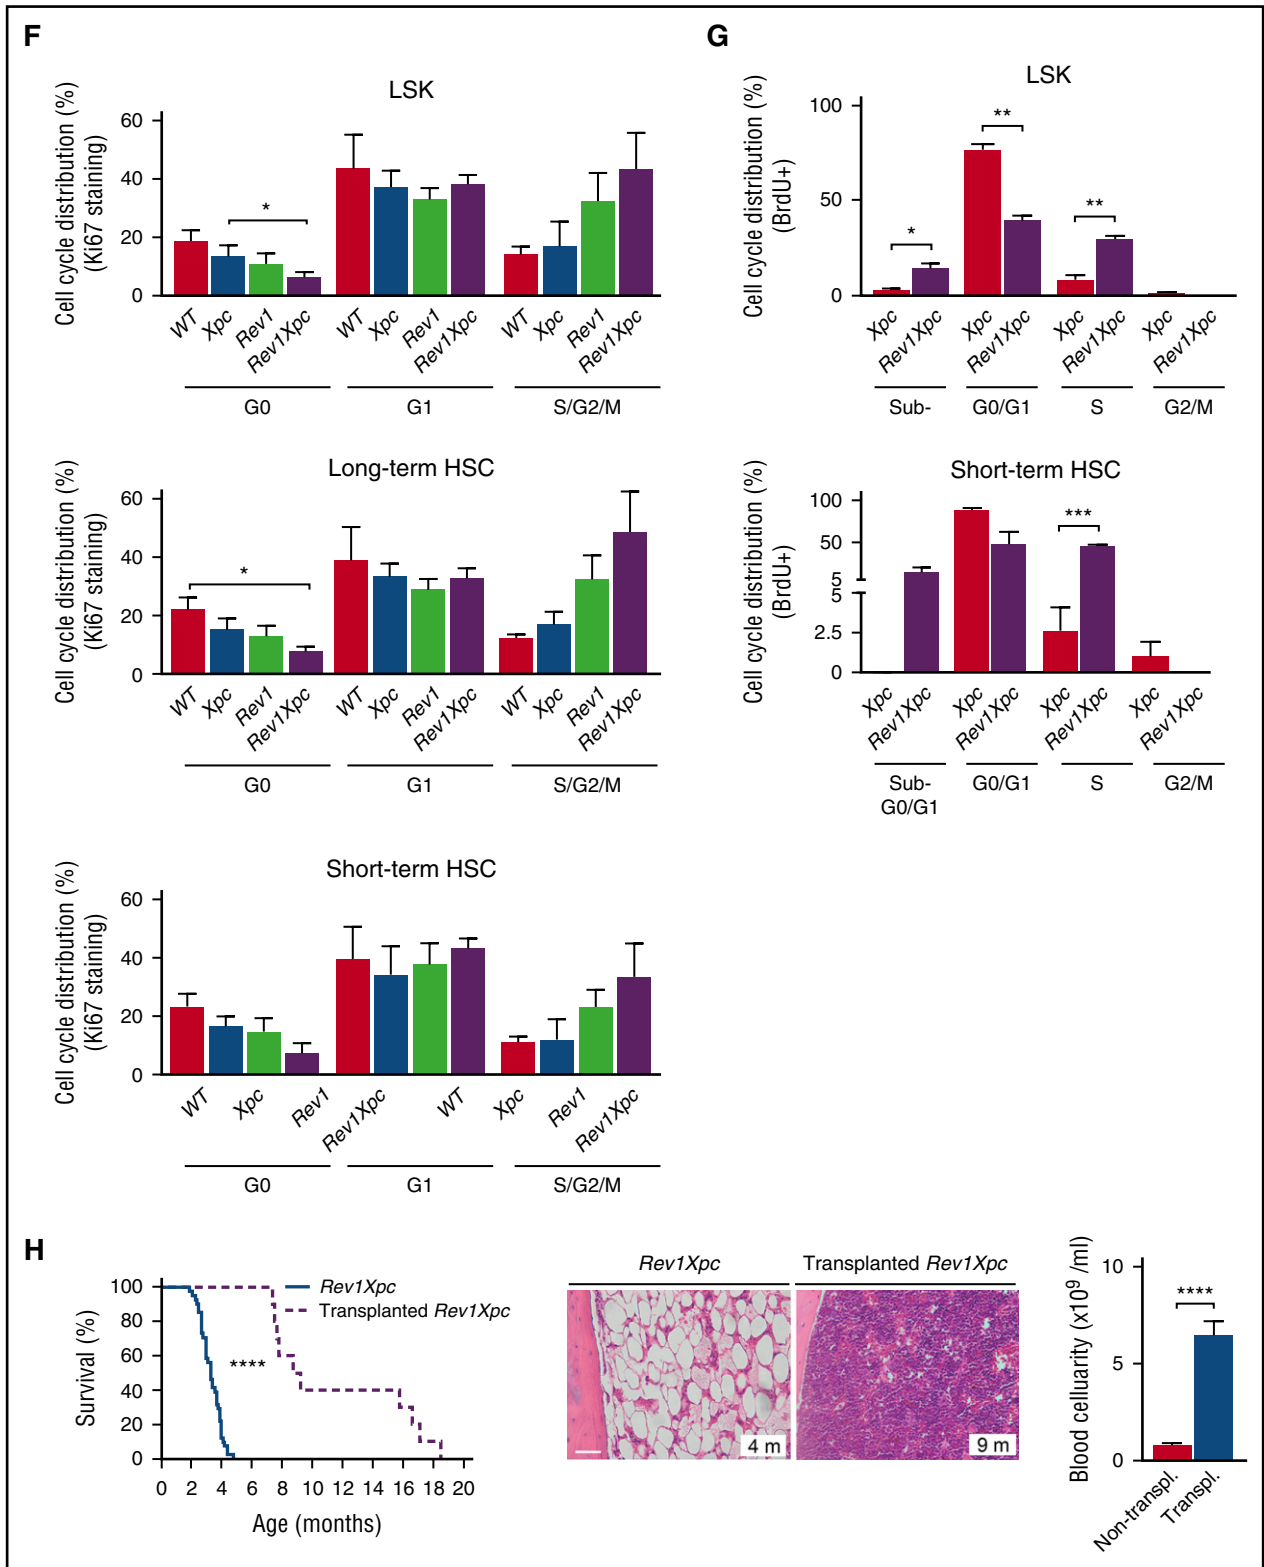 F
LSK
Cell cycle distribution (%)
(Ki67 staining)
60
40
20
0
*
WT Xpc Rev1 Rev1Xpc WT Xpc Rev1 Rev1Xpc WT Xpc Rev1 Rev1Xpc
G0 G1 S/G2/M
Long-term HSC
Cell cycle distribution (%)
(Ki67 staining)
60
40
20
0
*
WT Xpc Rev1 Rev1Xpc WT Xpc Rev1 Rev1Xpc WT Xpc Rev1 Rev1Xpc
G0 G1 S/G2/M
Short-term HSC
Cell cycle distribution (%)
(Ki67 staining)
60
40
20
0
WT Xpc Rev1 Rev1Xpc WT Xpc Rev1 Rev1Xpc
G0 G1 S/G2/M
G
LSK
Cell cycle distribution (%)
(BrdU+)
100
50
0
* ** **
Xpc Rev1Xpc Xpc Rev1Xpc Xpc Rev1Xpc Xpc Rev1Xpc
Sub- G0/G1 S G2/M
Short-term HSC
Cell cycle distribution (%)
(BrdU+)
100
50
5
5
2.5
0
***
Xpc Rev1Xpc Xpc Rev1Xpc Xpc Rev1Xpc Xpc Rev1Xpc
Sub- G0/G1 S G2/M
G0/G1
H
Survival (%)
100
80
60
40
20
0
Rev1Xpc
Transplanted Rev1Xpc
****
0 2 4 6 8 10 12 14 16 18 20
Age (months)
Rev1Xpc
4 m
Transplanted Rev1Xpc
9 m
Blood celluarity (x10⁹ /ml)
10
5
0
****
Non-transpl. Transpl.